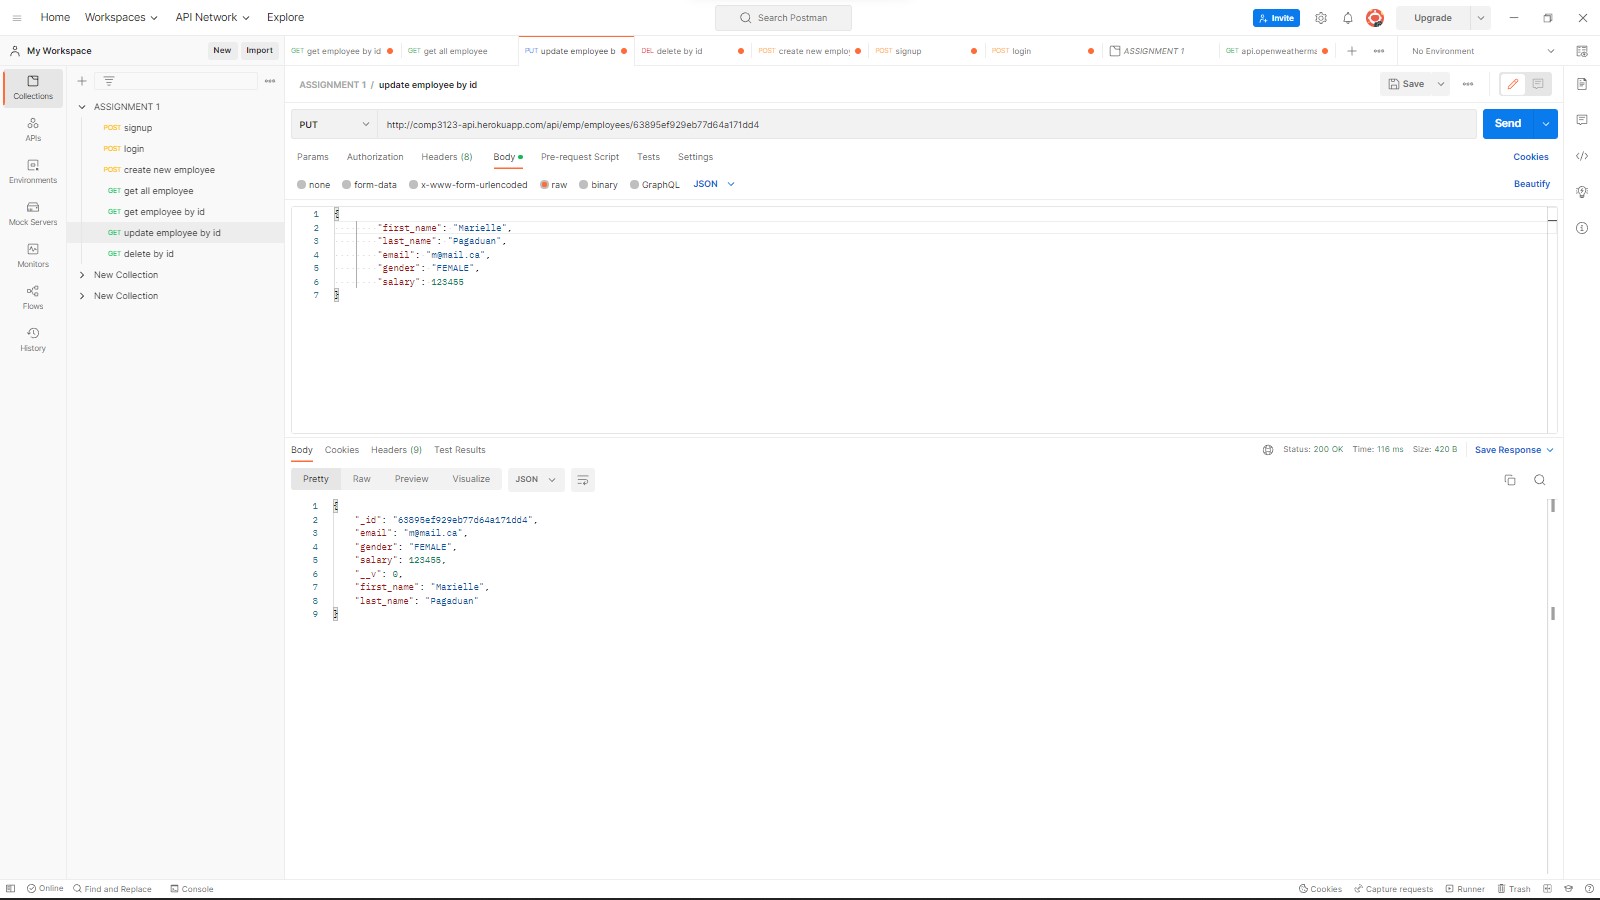 Home Workspaces API Network Explore Search Postman Invite Upgrade
My Workspace New Import
GET get employee by id GET get all employee PUT update employee b DEL delete by id POST create new employ POST signup POST login ASSIGNMENT 1 GET api.openweatherma No Environment
Collections
APIs
Environments
Mock Servers
Monitors
Flows
History
ASSIGNMENT 1
POST signup
POST login
POST create new employee
GET get all employee
GET get employee by id
GET update employee by id
GET delete by id
New Collection
New Collection
ASSIGNMENT 1 / update employee by id Save
PUT http://comp3123-api.herokuapp.com/api/emp/employees/63895ef929eb77d64a171dd4 Send
Params Authorization Headers (8) Body Pre-request Script Tests Settings Cookies
none form-data x-www-form-urlencoded raw binary GraphQL JSON Beautify
1 {
2 "first_name": "Marielle",
3 "last_name": "Pagaduan",
4 "email": "m@mail.ca",
5 "gender": "FEMALE",
6 "salary": 123455
7 }
Body Cookies Headers (9) Test Results Status: 200 OK Time: 116 ms Size: 420 B Save Response
Pretty Raw Preview Visualize JSON
1 {
2 "_id": "63895ef929eb77d64a171dd4",
3 "email": "m@mail.ca",
4 "gender": "FEMALE",
5 "salary": 123455,
6 "__v": 0,
7 "first_name": "Marielle",
8 "last_name": "Pagaduan"
9 }
Online Find and Replace Console Cookies Capture requests Runner Trash